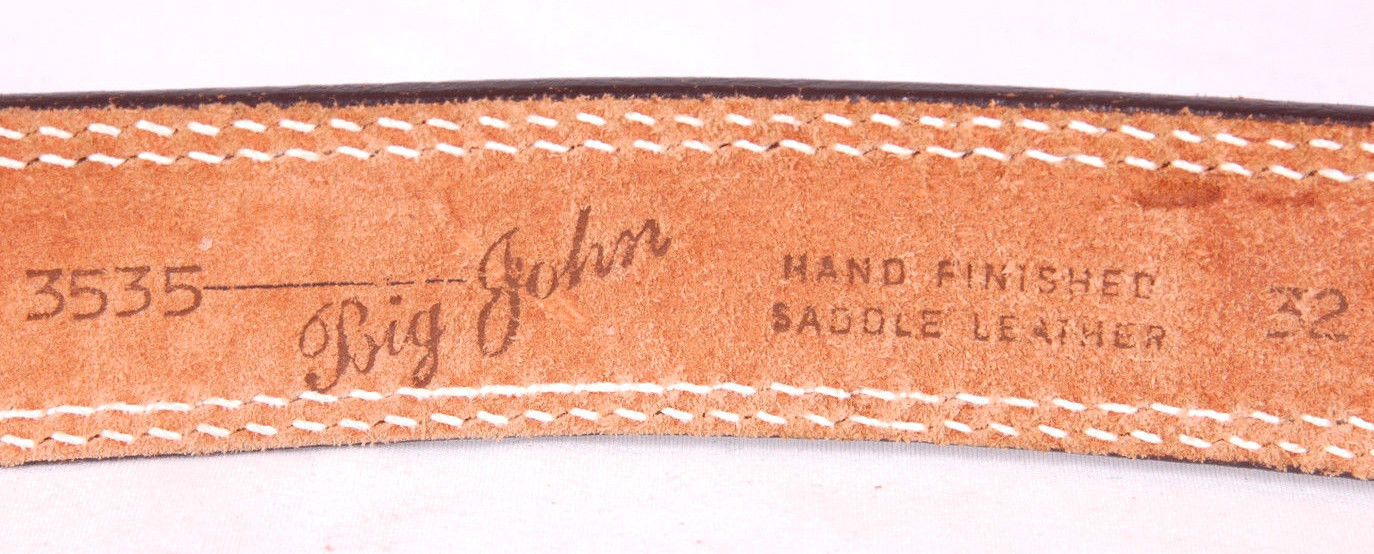 3535
Big John
HAND FINISHED
SADDLE LEATHER
32